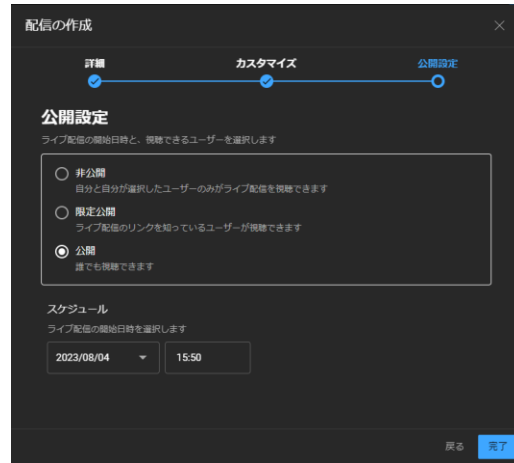 配信の作成
詳細
カスタマイズ
公開設定
公開設定
ライブ配信の開始日時と、視聴できるユーザーを選択します
非公開
自分と自分が選択したユーザーのみがライブ配信を視聴できます
限定公開
ライブ配信のリンクを知っているユーザーが視聴できます
公開
誰でも視聴できます
スケジュール
ライブ配信の開始日時を選択します
2023/08/04
15:50
戻る
完了